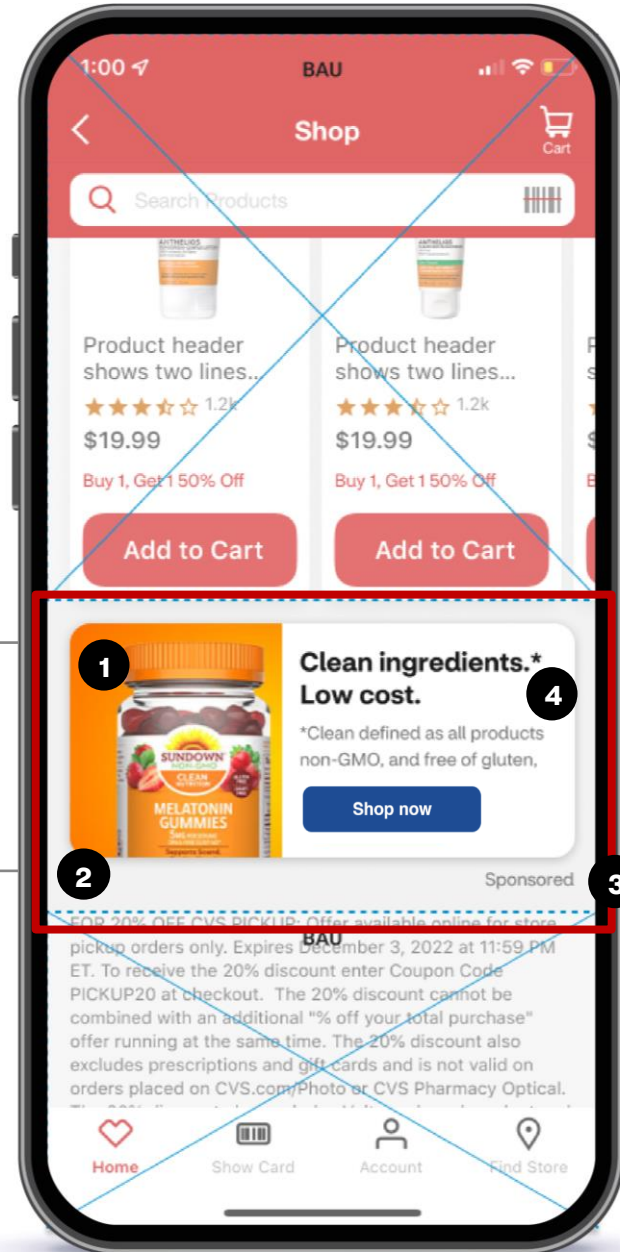 1:00
BAU
Shop
Cart
Search Products
ANTHELIOS
ANTHELIOS
Product header
shows two lines...
1.2k
$19.99
Buy 1, Get 1 50% Off
Add to Cart
Product header
shows two lines...
1.2k
$19.99
Buy 1, Get 1 50% Off
Add to Cart
P
s
$
B
1
SUNDOWN
NON-GMO
CLEAN
NUTRITION
GLUTEN
FREE
DAIRY
FREE
MELATONIN
GUMMIES
5MG
Supports Sound
Clean ingredients.*
Low cost.
4
*Clean defined as all products
non-GMO, and free of gluten,
Shop now
2
Sponsored
3
FOR 20% OFF CVS PICKUP: Offer available online for store
pickup orders only. Expires December 3, 2022 at 11:59 PM
BAU
ET. To receive the 20% discount enter Coupon Code
PICKUP20 at checkout. The 20% discount cannot be
combined with an additional "% off your total purchase"
offer running at the same time. The 20% discount also
excludes prescriptions and gift cards and is not valid on
orders placed on CVS.com/Photo or CVS Pharmacy Optical.
Home
Show Card
Account
Find Store